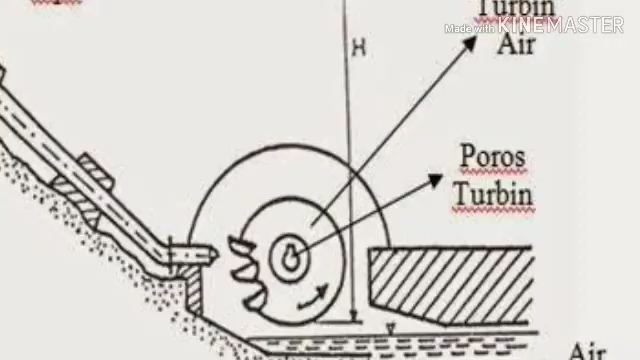 Turbin
Made with KINEMASTER
Air
H
Poros
Turbin
Air